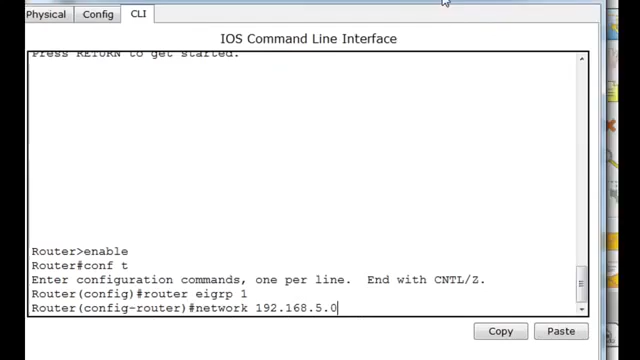 Physical Config CLI
IOS Command Line Interface
Press RETURN to get started.
Router>enable
Router#conf t
Enter configuration commands, one per line.  End with CNTL/Z.
Router(config)#router eigrp 1
Router(config-router)#network 192.168.5.0
Copy Paste